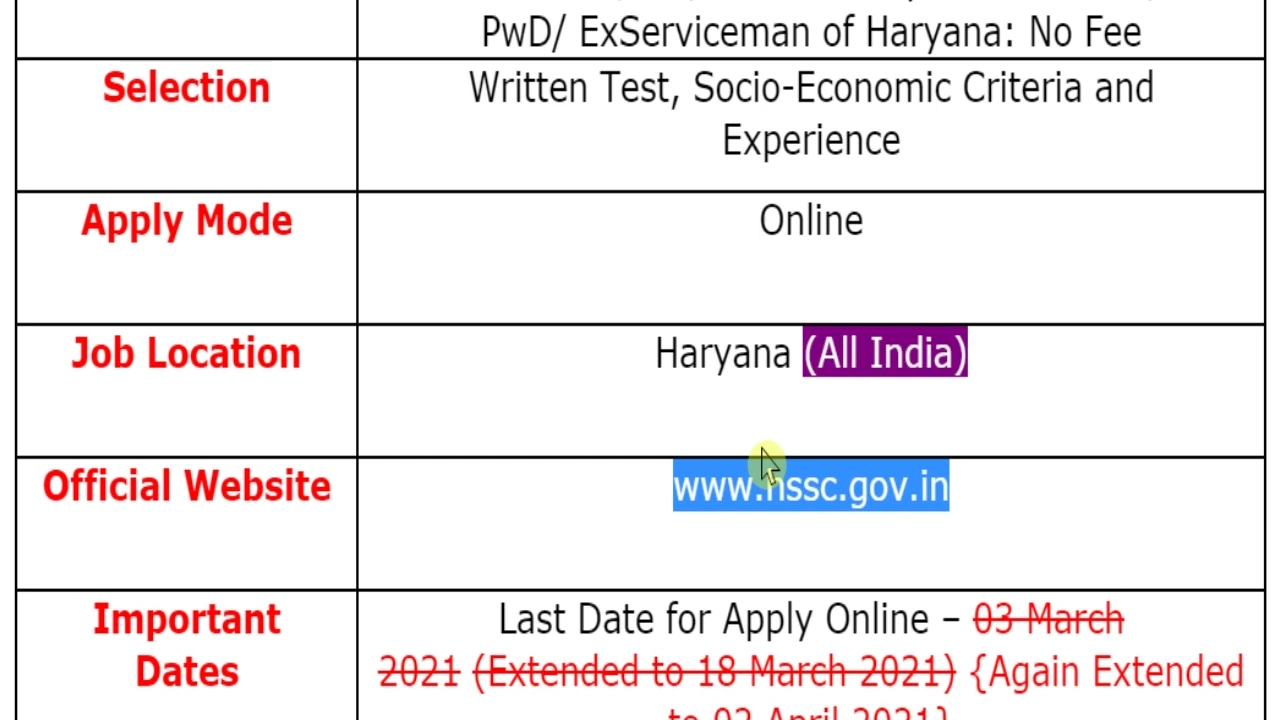 PwD/ ExServiceman of Haryana: No Fee
Selection
Written Test, Socio-Economic Criteria and
Experience
Apply Mode
Online
Job Location
Haryana (All India)
Official Website
www.hssc.gov.in
Important
Dates
Last Date for Apply Online – 03 March
2021 (Extended to 18 March 2021) {Again Extended